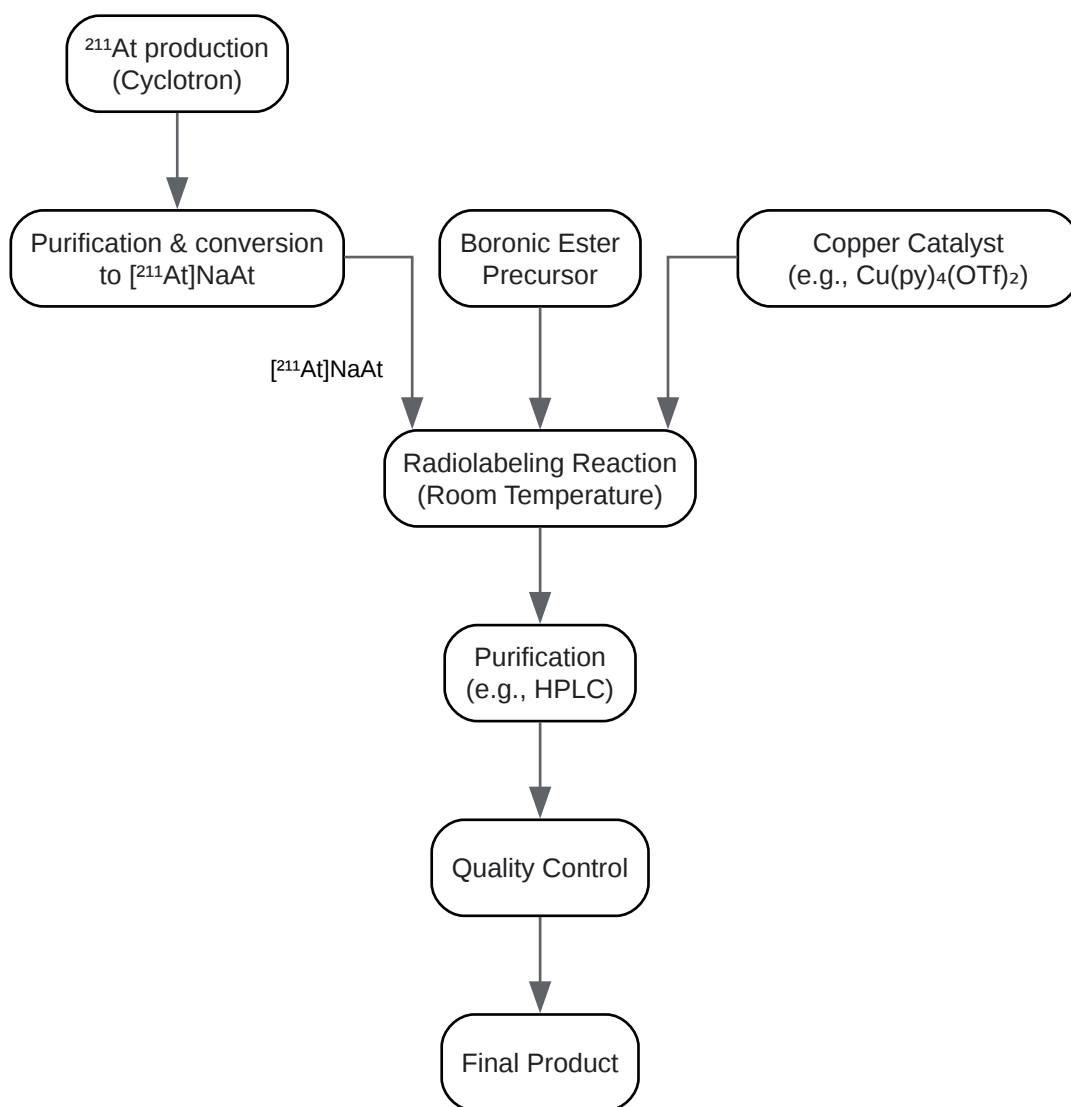 ²¹¹At production
(Cyclotron)
Purification & conversion
to [²¹¹At]NaAt
Boronic Ester
Precursor
Copper Catalyst
(e.g., Cu(py)₄(OTf)₂)
[²¹¹At]NaAt
Radiolabeling Reaction
(Room Temperature)
Purification
(e.g., HPLC)
Quality Control
Final Product